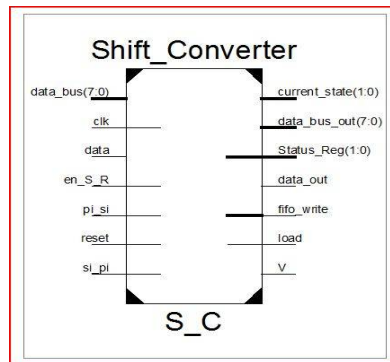 Shift_Converter
data_bus(7:0)
clk
data
en_S_R
pi_si
reset
si_pi
current_state(1:0)
data_bus_out(7:0)
Status_Reg(1:0)
data_out
fifo_write
load
V
S_C